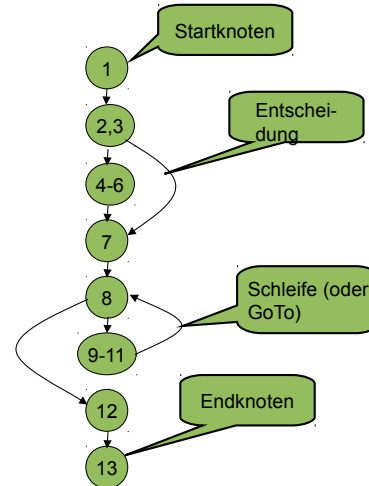 Startknoten
1
2,3
Entschei-
dung
4-6
7
8
Schleife (oder
GoTo)
9-11
12
Endknoten
13